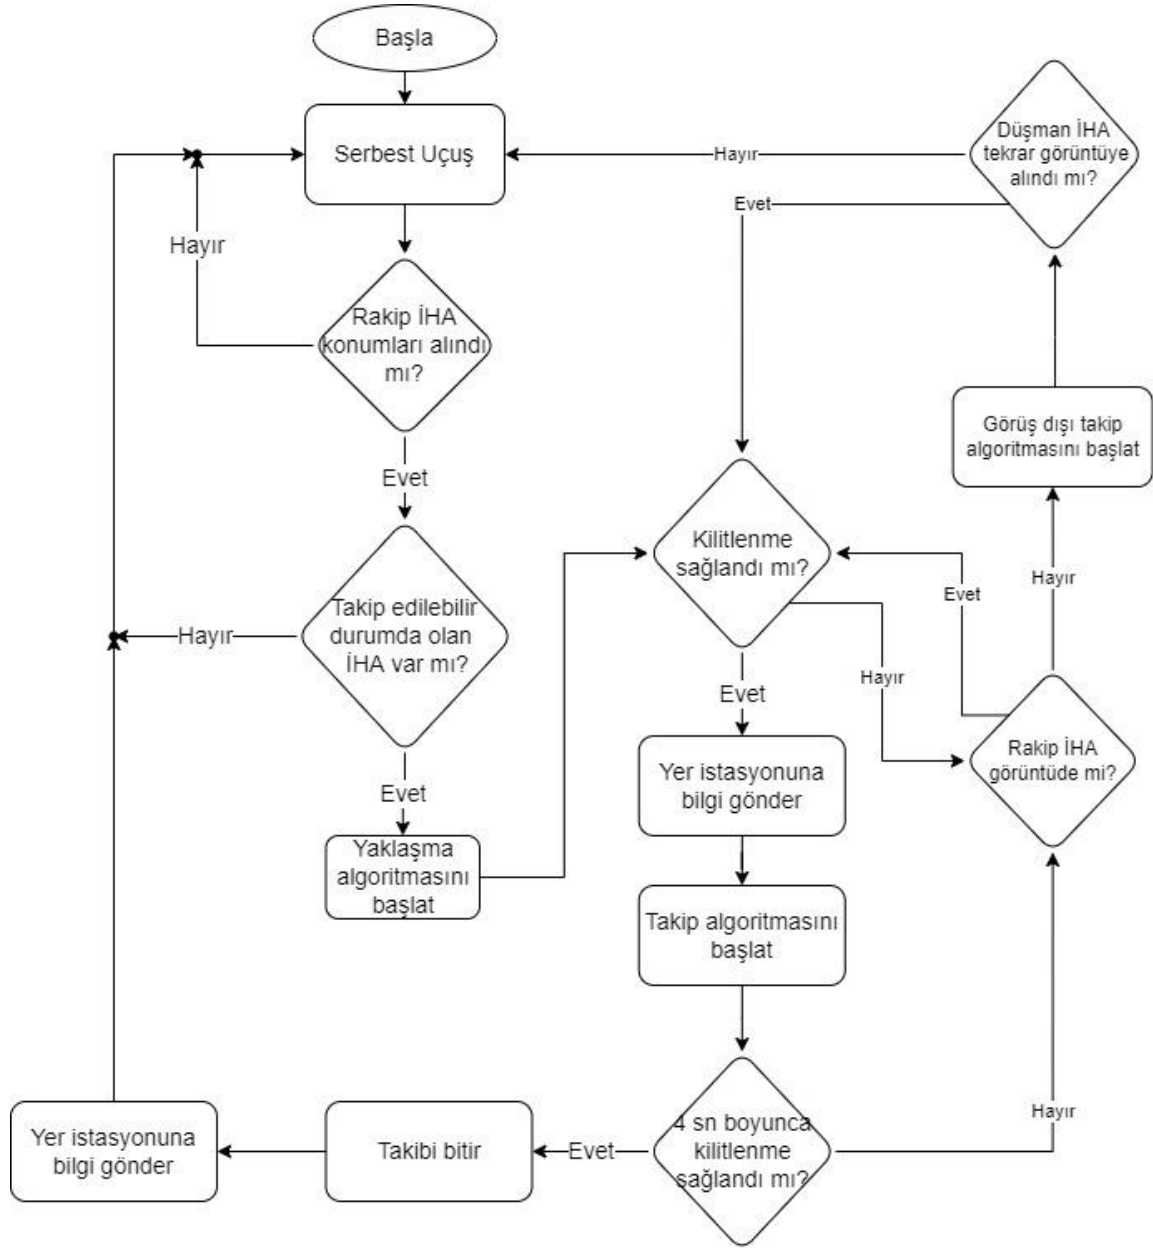 Başla
Serbest Uçuş
Hayır
Düşman İHA
tekrar görüntüye
alındı mı?
Evet
Hayır
Rakip İHA
konumları alındı
mı?
Evet
Görüş dışı takip
algoritmasını başlat
Kilitlenme
sağlandı mı?
Hayır
Evet
Takip edilebilir
durumda olan
İHA var mı?
Hayır
Hayır
Evet
Rakip İHA
görüntüde mi?
Evet
Yaklaşma
algoritmasını
başlat
Yer istasyonuna
bilgi gönder
Takip algoritmasını
başlat
4 sn boyunca
kilitlenme
sağlandı mı?
Hayır
Evet
Takibi bitir
Yer istasyonuna
bilgi gönder